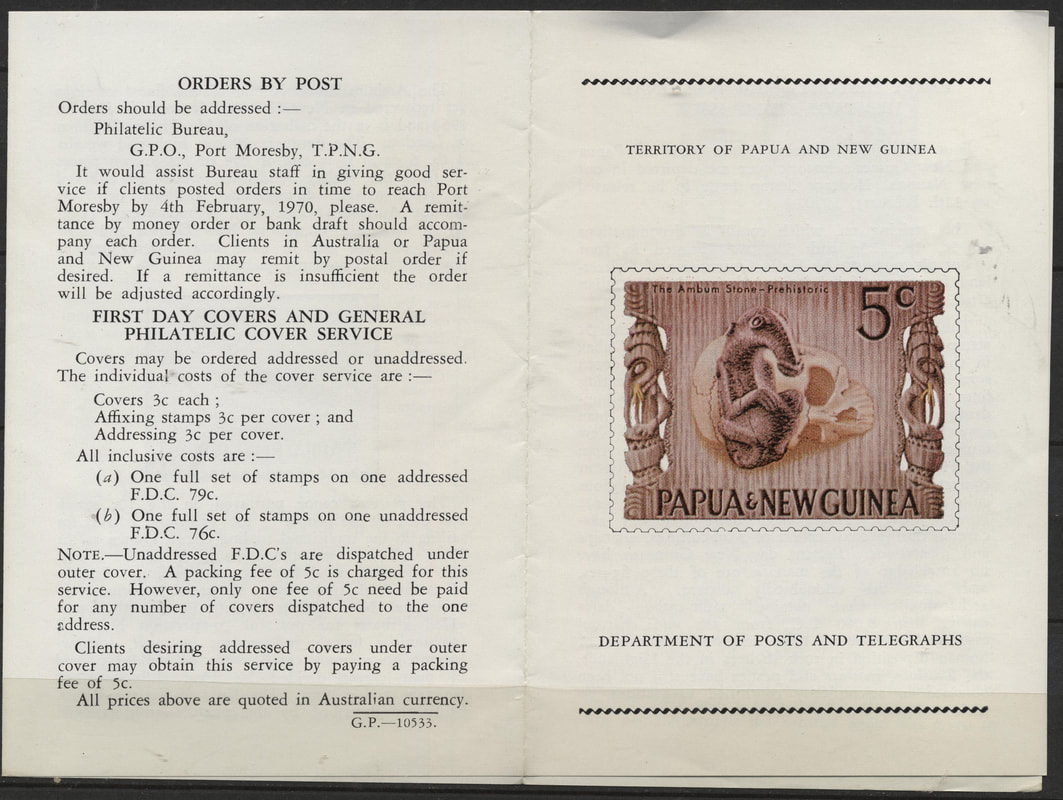 ORDERS BY POST
Orders should be addressed :—
Philatelic Bureau,
G.P.O., Port Moresby, T.P.N.G.
It would assist Bureau staff in giving good ser-
vice if clients posted orders in time to reach Port
Moresby by 4th February, 1970, please. A remit-
tance by money order or bank draft should accom-
pany each order. Clients in Australia or Papua
and New Guinea may remit by postal order if
desired. If a remittance is insufficient the order
will be adjusted accordingly.
FIRST DAY COVERS AND GENERAL
PHILATELIC COVER SERVICE
Covers may be ordered addressed or unaddressed.
The individual costs of the cover service are :—
Covers 3c each ;
Affixing stamps 3c per cover ; and
Addressing 3c per cover.
All inclusive costs are :—
(a) One full set of stamps on one addressed
F.D.C. 79c.
(b) One full set of stamps on one unaddressed
F.D.C. 76c.
NOTE.—Unaddressed F.D.C's are dispatched under
outer cover. A packing fee of 5c is charged for this
service. However, only one fee of 5c need be paid
for any number of covers dispatched to the one
address.
Clients desiring addressed covers under outer
cover may obtain this service by paying a packing
fee of 5c.
All prices above are quoted in Australian currency.
G.P.—10533.
TERRITORY OF PAPUA AND NEW GUINEA
The Ambum Stone-Prehistoric
5c
PAPUA & NEW GUINEA
DEPARTMENT OF POSTS AND TELEGRAPHS